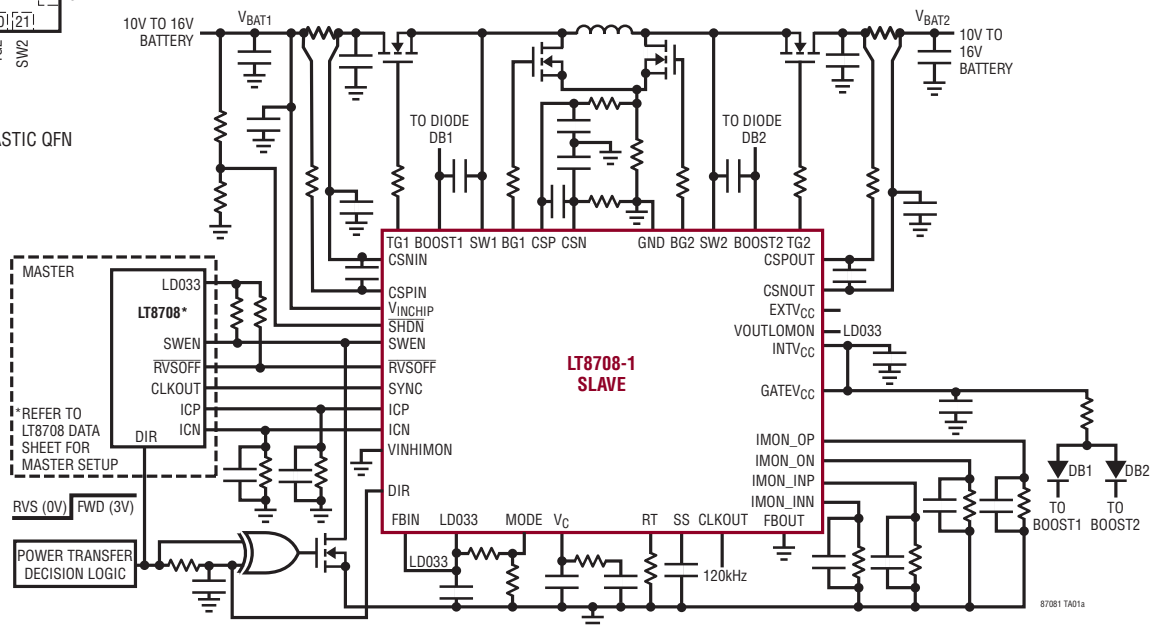 21
SW2
ASTIC QFN
10V TO 16V
BATTERY
VBAT1
VBAT2
10V TO
16V
BATTERY
TO DIODE
DB1
TO DIODE
DB2
TG1 BOOST1 SW1 BG1 CSP CSN GND BG2 SW2 BOOST2 TG2
CSNIN
CSPIN
VINCHIP
SHDN
SWEN
RVSOFF
SYNC
ICP
ICN
VINHIMON
DIR
LT8708-1
SLAVE
CSPOUT
CSNOUT
EXTVCC
VOUTLOMON
LD033
INTVCC
GATEVCC
IMON_OP
IMON_ON
IMON_INP
IMON_INN
FBIN LD033 MODE VC RT SS CLKOUT FBOUT
LD033
120kHz
MASTER
LD033
LT8708*
SWEN
RVSOFF
CLKOUT
ICP
ICN
DIR
*REFER TO
LT8708 DATA
SHEET FOR
MASTER SETUP
RVS (0V) FWD (3V)
POWER TRANSFER
DECISION LOGIC
DB1
DB2
TO
BOOST1
TO
BOOST2
87081 TA01a